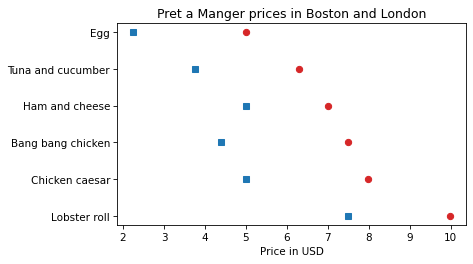 Pret a Manger prices in Boston and London
Egg
Tuna and cucumber
Ham and cheese
Bang bang chicken
Chicken caesar
Lobster roll
2 3 4 5 6 7 8 9 10
Price in USD